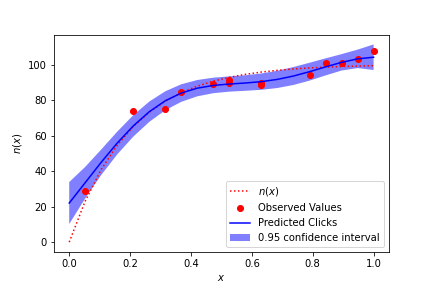 100
80
60
40
20
0
n(x)
0.0 0.2 0.4 0.6 0.8 1.0
x
n(x)
Observed Values
Predicted Clicks
0.95 confidence interval